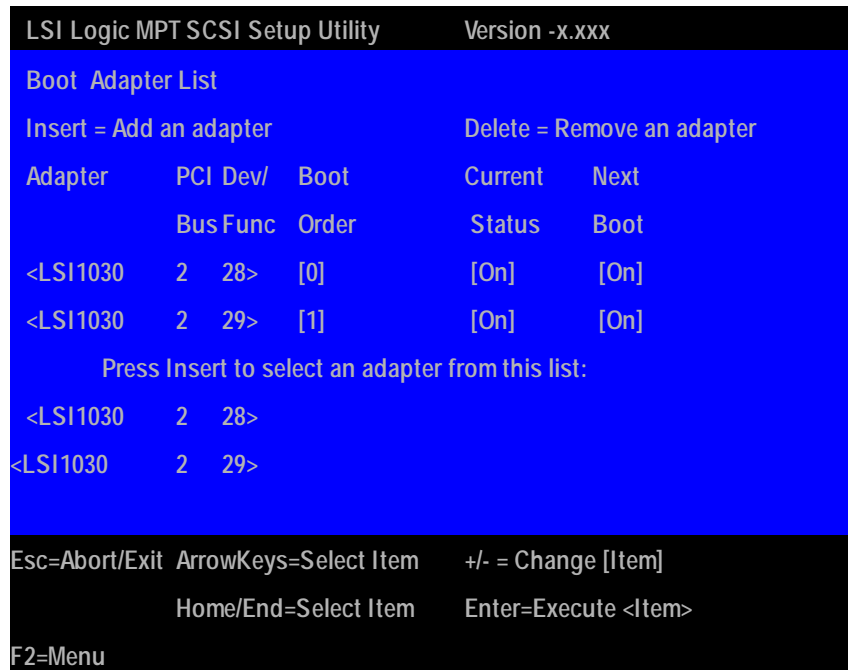 LSI Logic MPT SCSI Setup Utility Version -x.xxx
Boot Adapter List
Insert = Add an adapter Delete = Remove an adapter
Adapter PCI Dev/ Boot Current Next
Bus Func Order Status Boot
<LSI1030 2 28> [0] [On] [On]
<LSI1030 2 29> [1] [On] [On]
Press Insert to select an adapter from this list:
<LSI1030 2 28>
<LSI1030 2 29>
Esc=Abort/Exit ArrowKeys=Select Item +/- = Change [Item]
Home/End=Select Item Enter=Execute <Item>
F2=Menu